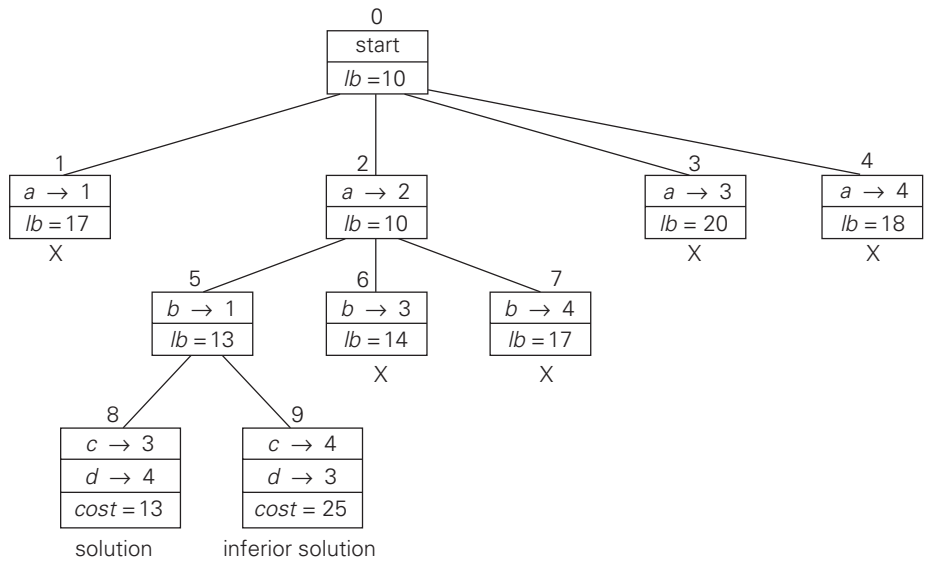 0
start
lb = 10
1
a → 1
lb = 17
X
2
a → 2
lb = 10
3
a → 3
lb = 20
X
4
a → 4
lb = 18
X
5
b → 1
lb = 13
6
b → 3
lb = 14
X
7
b → 4
lb = 17
X
8
c → 3
d → 4
cost = 13
solution
9
c → 4
d → 3
cost = 25
inferior solution